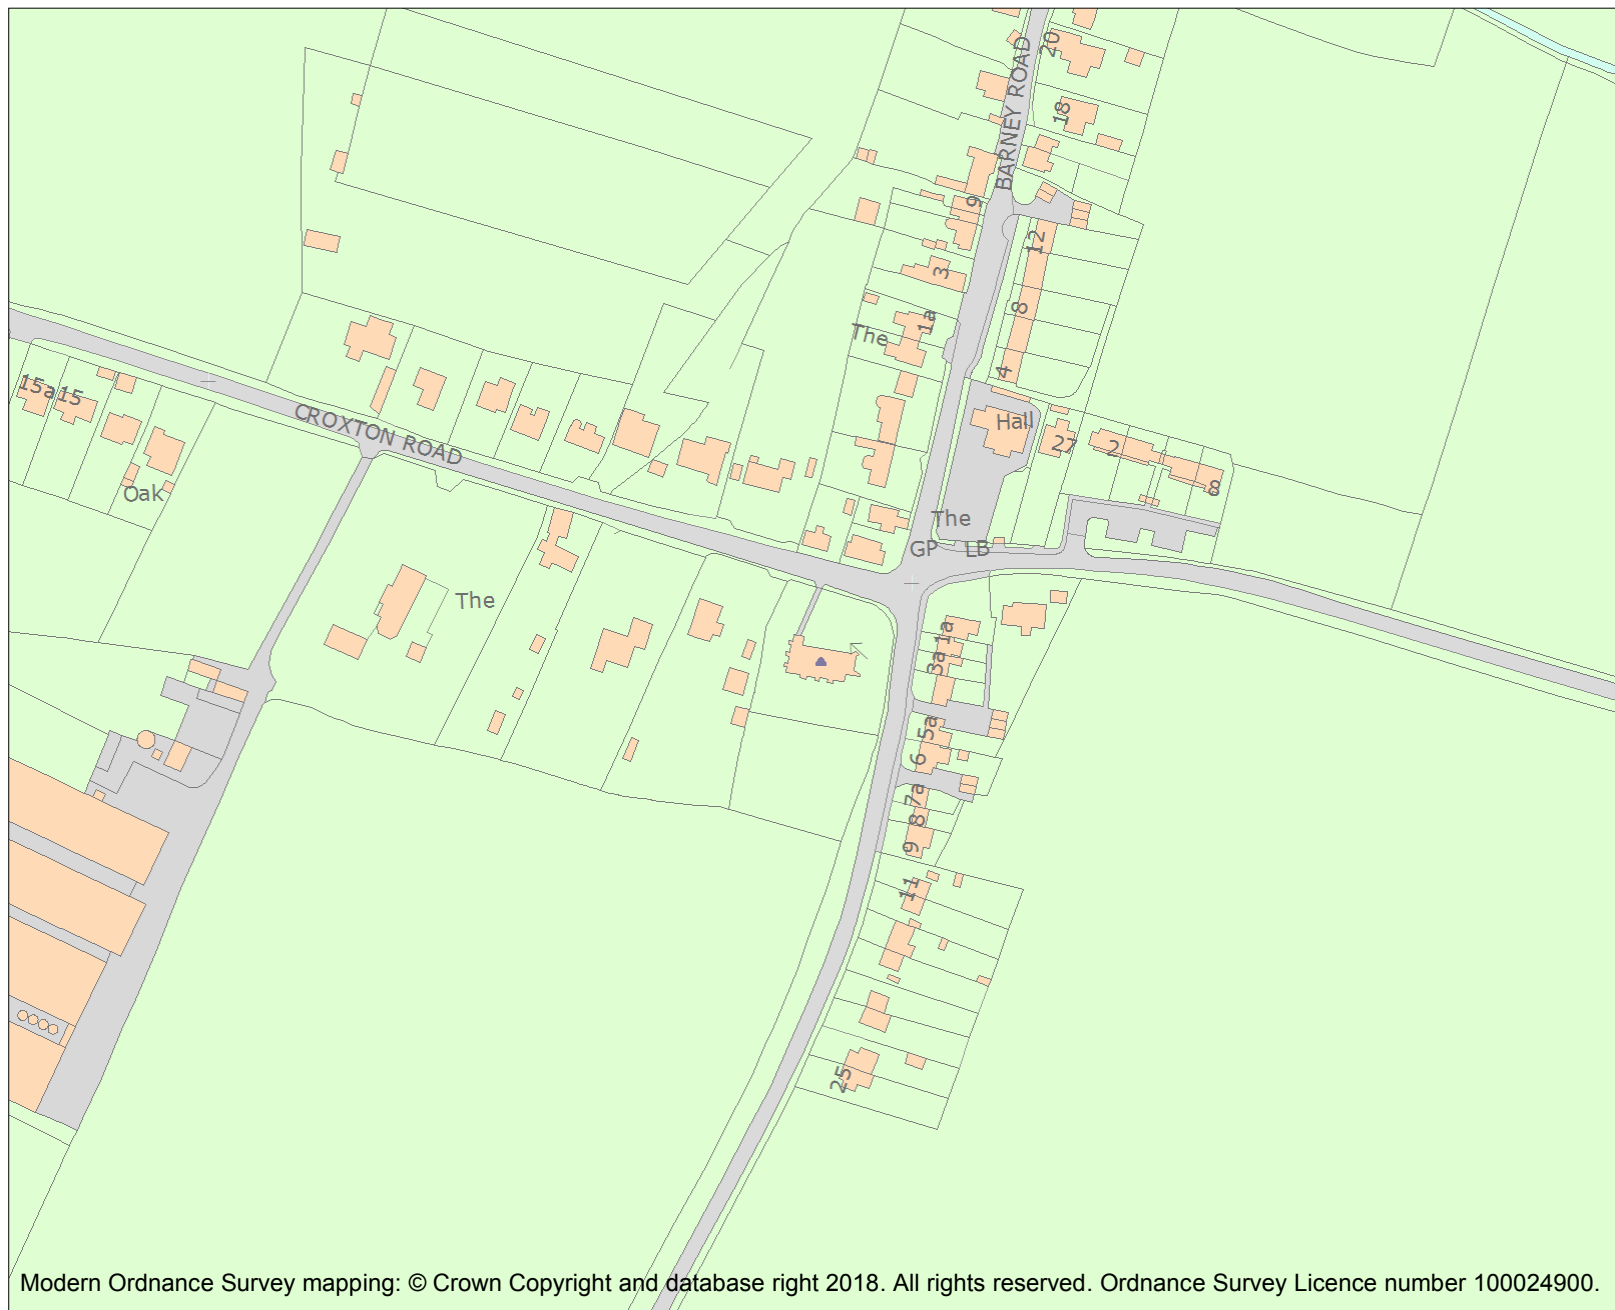 20
BARNEY ROAD
18
9
12
3
8
1a
The
4
15a
15
CROXTON ROAD
Hall
27
2
8
Oak
The
GP
LB
The
1a
3a
5a
6
7a
8
9
11
25
Modern Ordnance Survey mapping: © Crown Copyright and database right 2018. All rights reserved. Ordnance Survey Licence number 100024900.